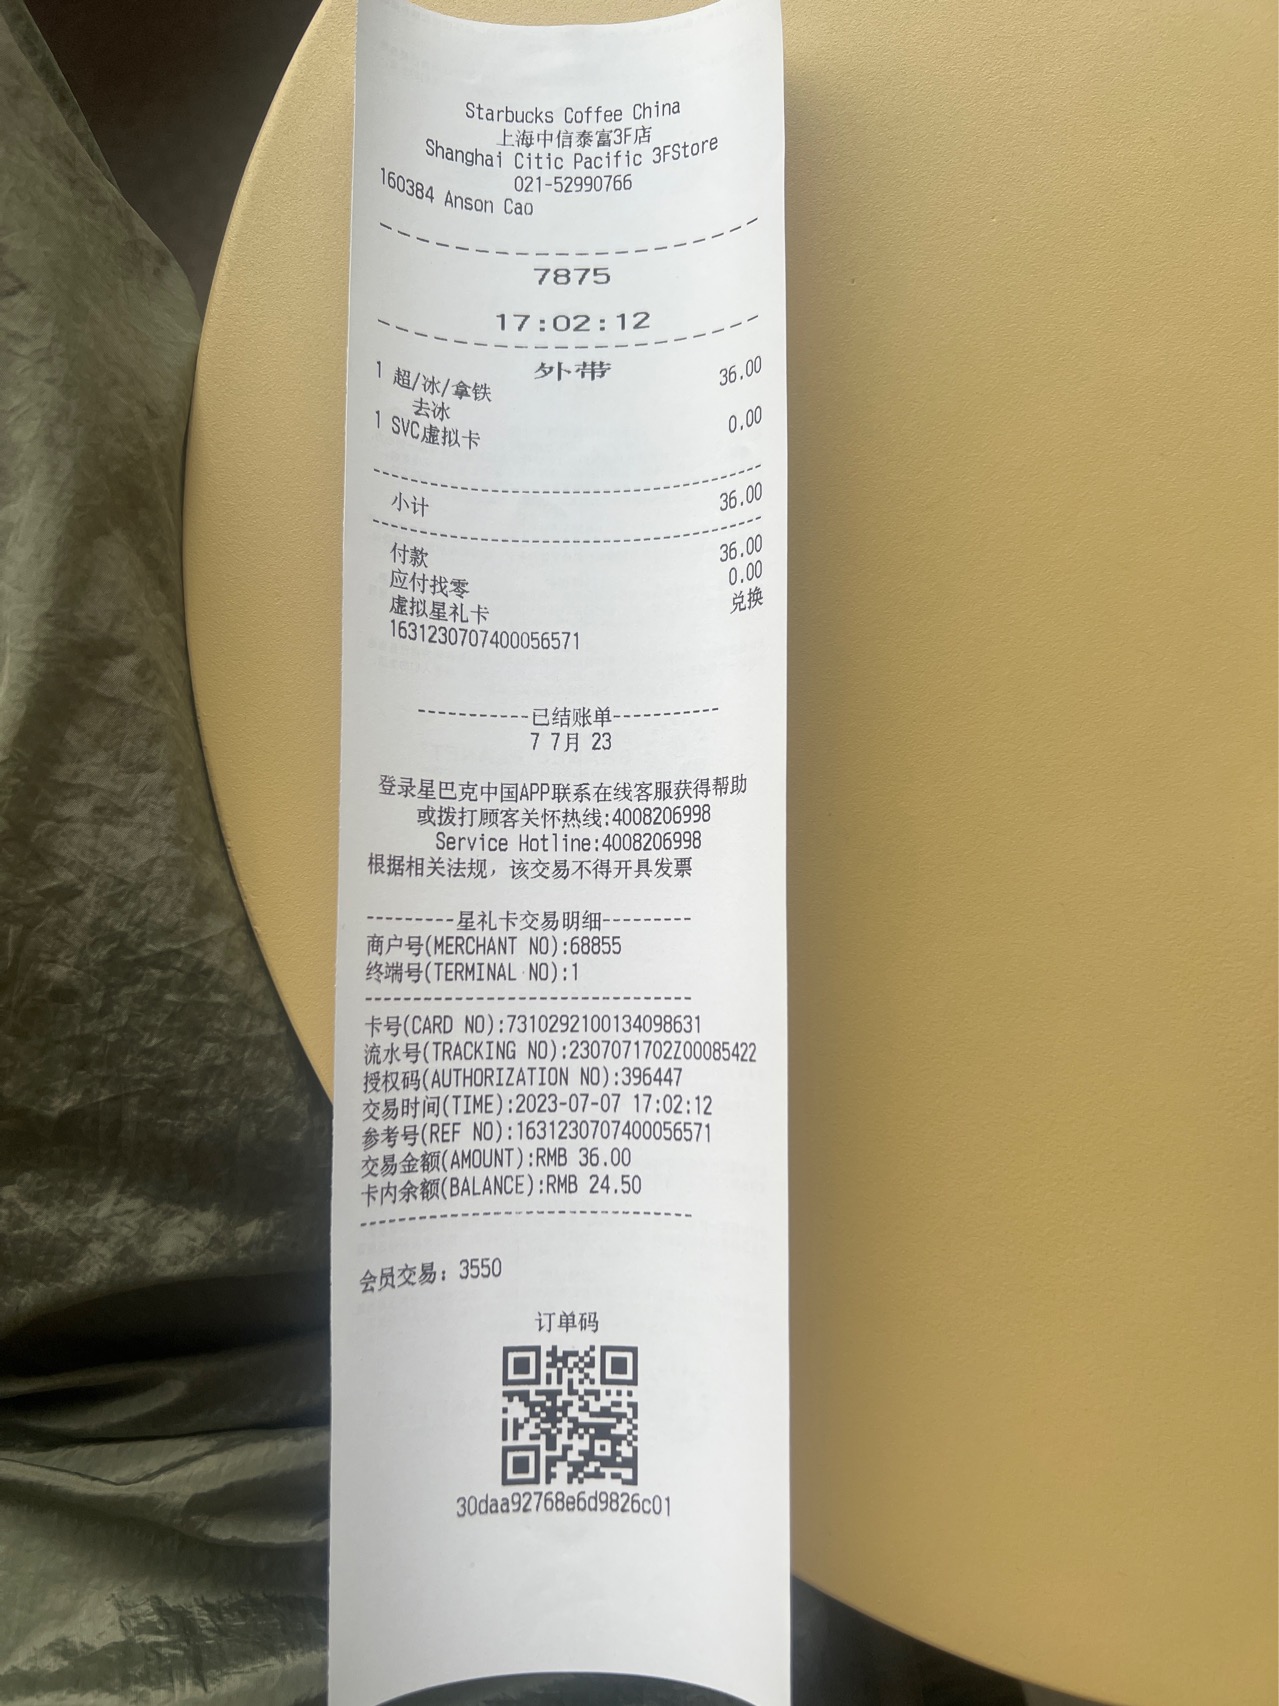 Starbucks Coffee China
上海中信泰富3F店
Shanghai Citic Pacific 3FStore
021-52990766
160384 Anson Cao
7875
17:02:12
外带
1 超/冰/拿铁 36.00
去冰
1 SVC虚拟卡 0.00
小计 36.00
付款 36.00
应付找零 0.00
虚拟星礼卡 兑换
1631230707400056571
-----------已结账单-----------
7 7月 23
登录星巴克中国APP联系在线客服获得帮助
或拨打顾客关怀热线:4008206998
Service Hotline:4008206998
根据相关法规，该交易不得开具发票
---------星礼卡交易明细---------
商户号(MERCHANT NO):68855
终端号(TERMINAL NO):1
卡号(CARD NO):7310292100134098631
流水号(TRACKING NO):2307071702Z00085422
授权码(AUTHORIZATION NO):396447
交易时间(TIME):2023-07-07 17:02:12
参考号(REF NO):1631230707400056571
交易金额(AMOUNT):RMB 36.00
卡内余额(BALANCE):RMB 24.50
会员交易: 3550
订单码
30daa92768e6d9826c01